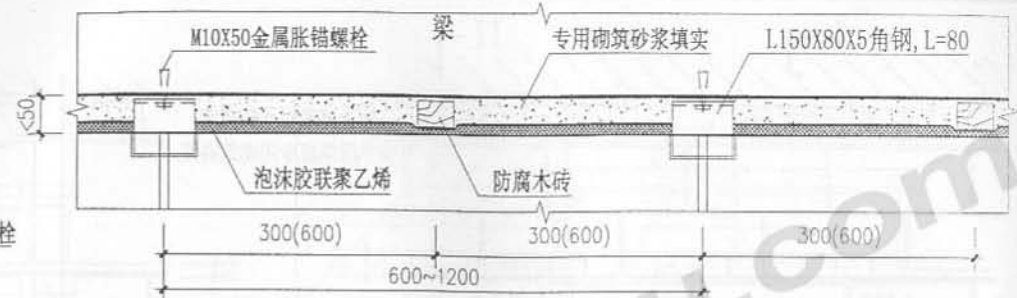 梁
M10X50金属胀锚螺栓
专用砌筑砂浆填实
L150X80X5角钢, L=80
<50
泡沫胶联聚乙烯
防腐木砖
栓
300(600)
300(600)
300(600)
600~1200
.com